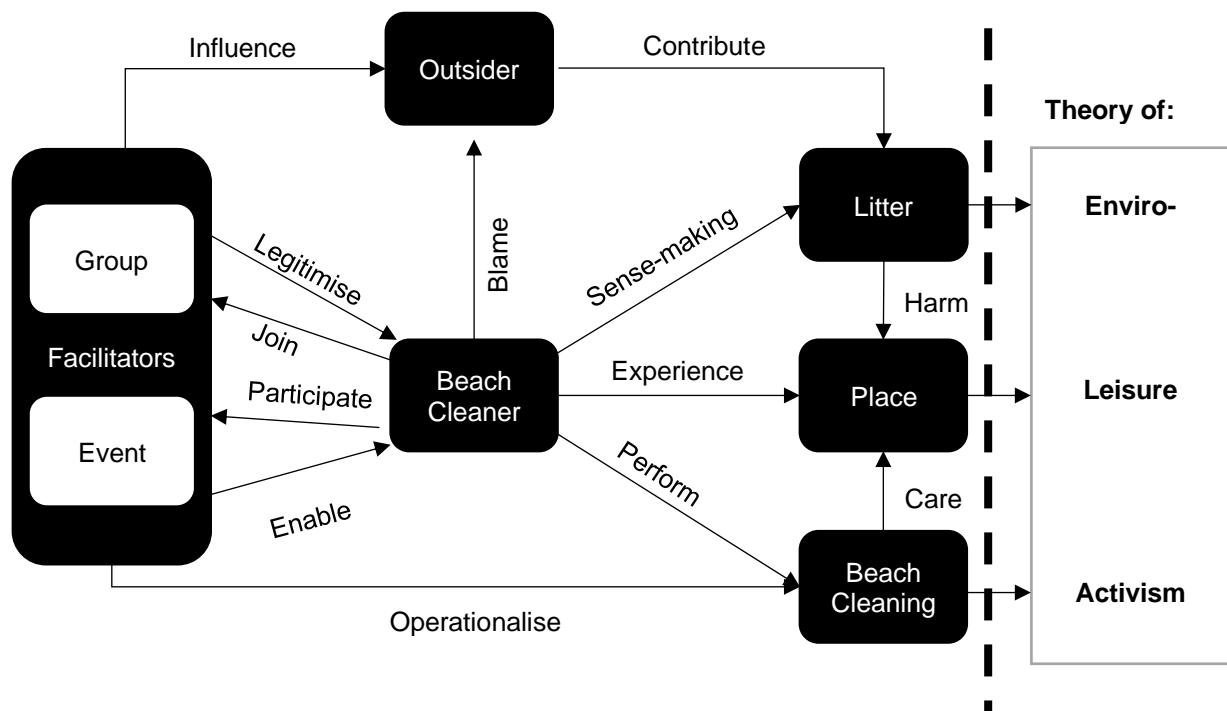 Influence
Contribute
Outsider
Theory of:
Group
Legitimise
Blame
Sense-making
Litter
Enviro-
Join
Harm
Facilitators
Participate
Beach
Cleaner
Experience
Place
Leisure
Event
Enable
Perform
Care
Beach
Cleaning
Activism
Operationalise